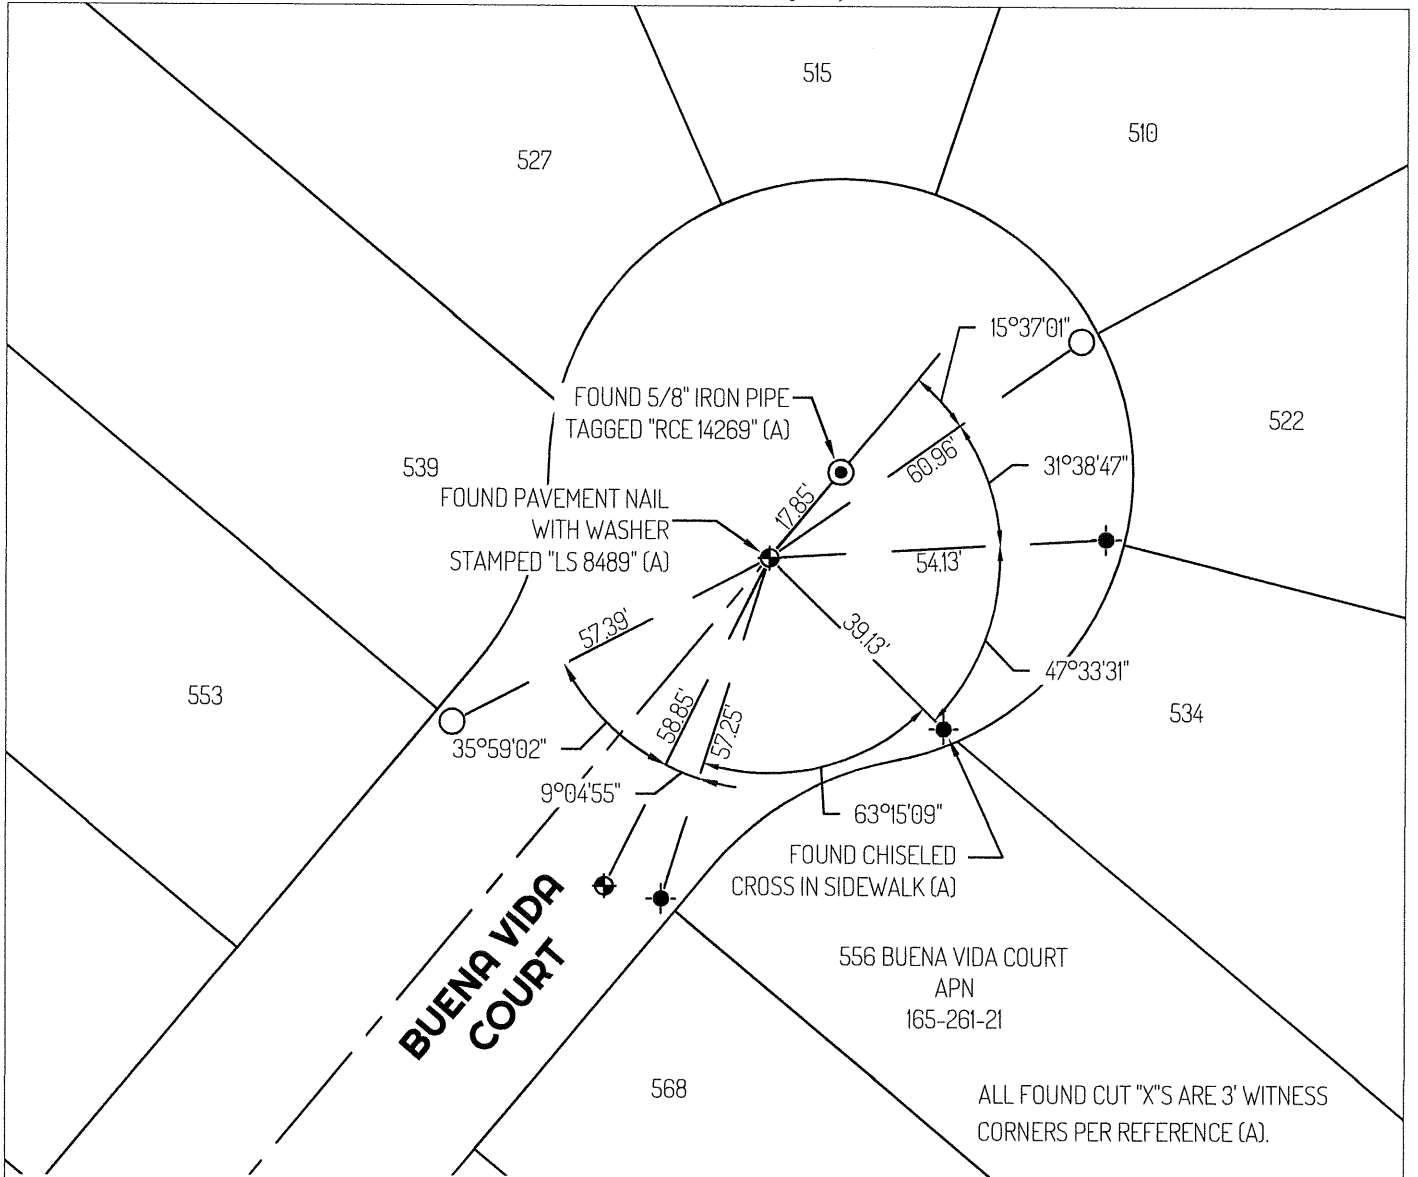 515
510
527
15°37'01"
FOUND 5/8" IRON PIPE
TAGGED "RCE 14269" (A)
522
60.96'
31°38'47"
539
17.85'
FOUND PAVEMENT NAIL
WITH WASHER
STAMPED "LS 8489" (A)
54.13'
57.39'
39.13'
47°33'31"
553
534
58.85'
57.25'
35°59'02"
9°04'55"
63°15'09"
FOUND CHISELED
CROSS IN SIDEWALK (A)
BUENA VIDA
COURT
556 BUENA VIDA COURT
APN
165-261-21
568
ALL FOUND CUT "X"S ARE 3' WITNESS
CORNERS PER REFERENCE (A).